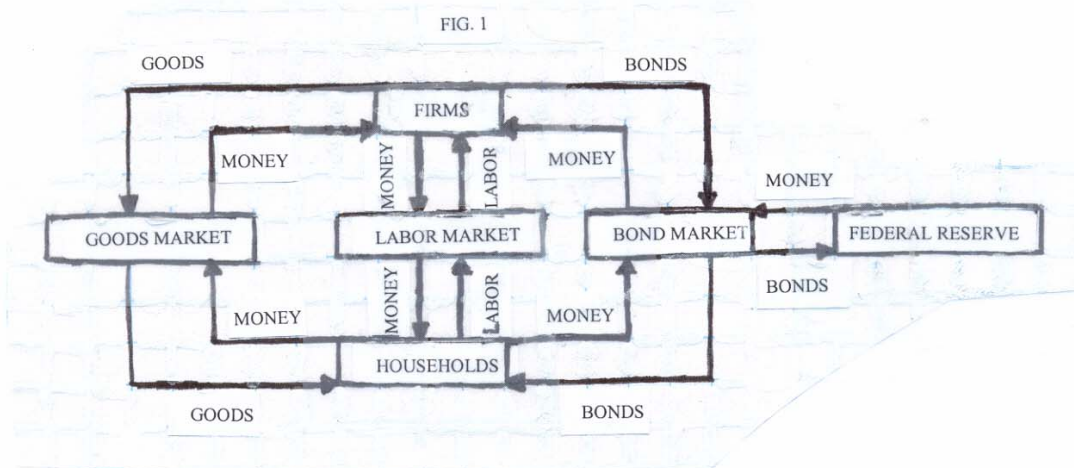 FIG. 1
GOODS
BONDS
FIRMS
MONEY
MONEY
LABOR
MONEY
MONEY
GOODS MARKET
LABOR MARKET
BOND MARKET
FEDERAL RESERVE
BONDS
MONEY
MONEY
LABOR
MONEY
HOUSEHOLDS
GOODS
BONDS